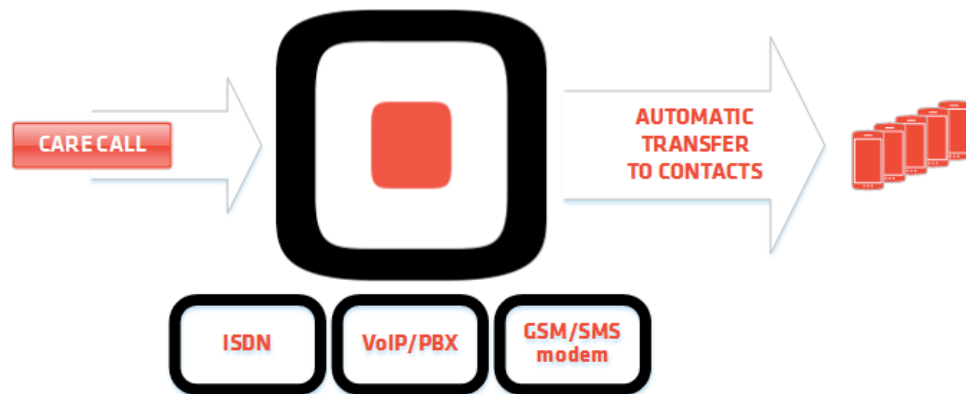 CARE CALL
AUTOMATIC
TRANSFER
TO CONTACTS
ISDN
VoIP/PBX
GSM/SMS
modem